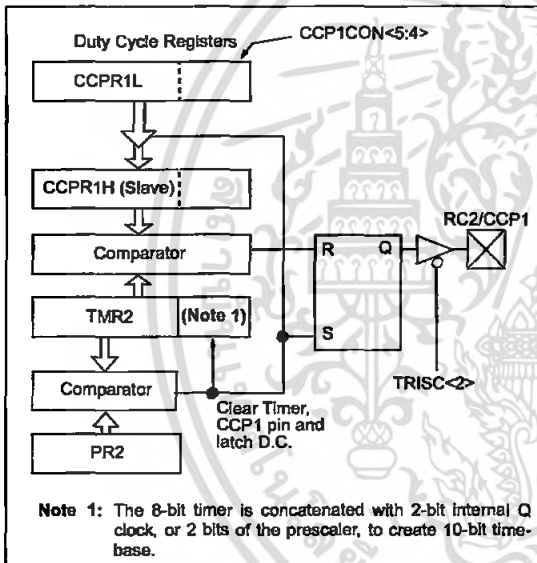 Duty Cycle Registers
CCP1CON<5:4>
CCPR1L
CCPR1H (Slave)
Comparator
RC2/CCP1
R Q
TMR2 (Note 1)
S
Comparator
TRISC<2>
Clear Timer,
CCP1 pin and
latch D.C.
PR2
Note 1: The 8-bit timer is concatenated with 2-bit internal Q
clock, or 2 bits of the prescaler, to create 10-bit time-
base.